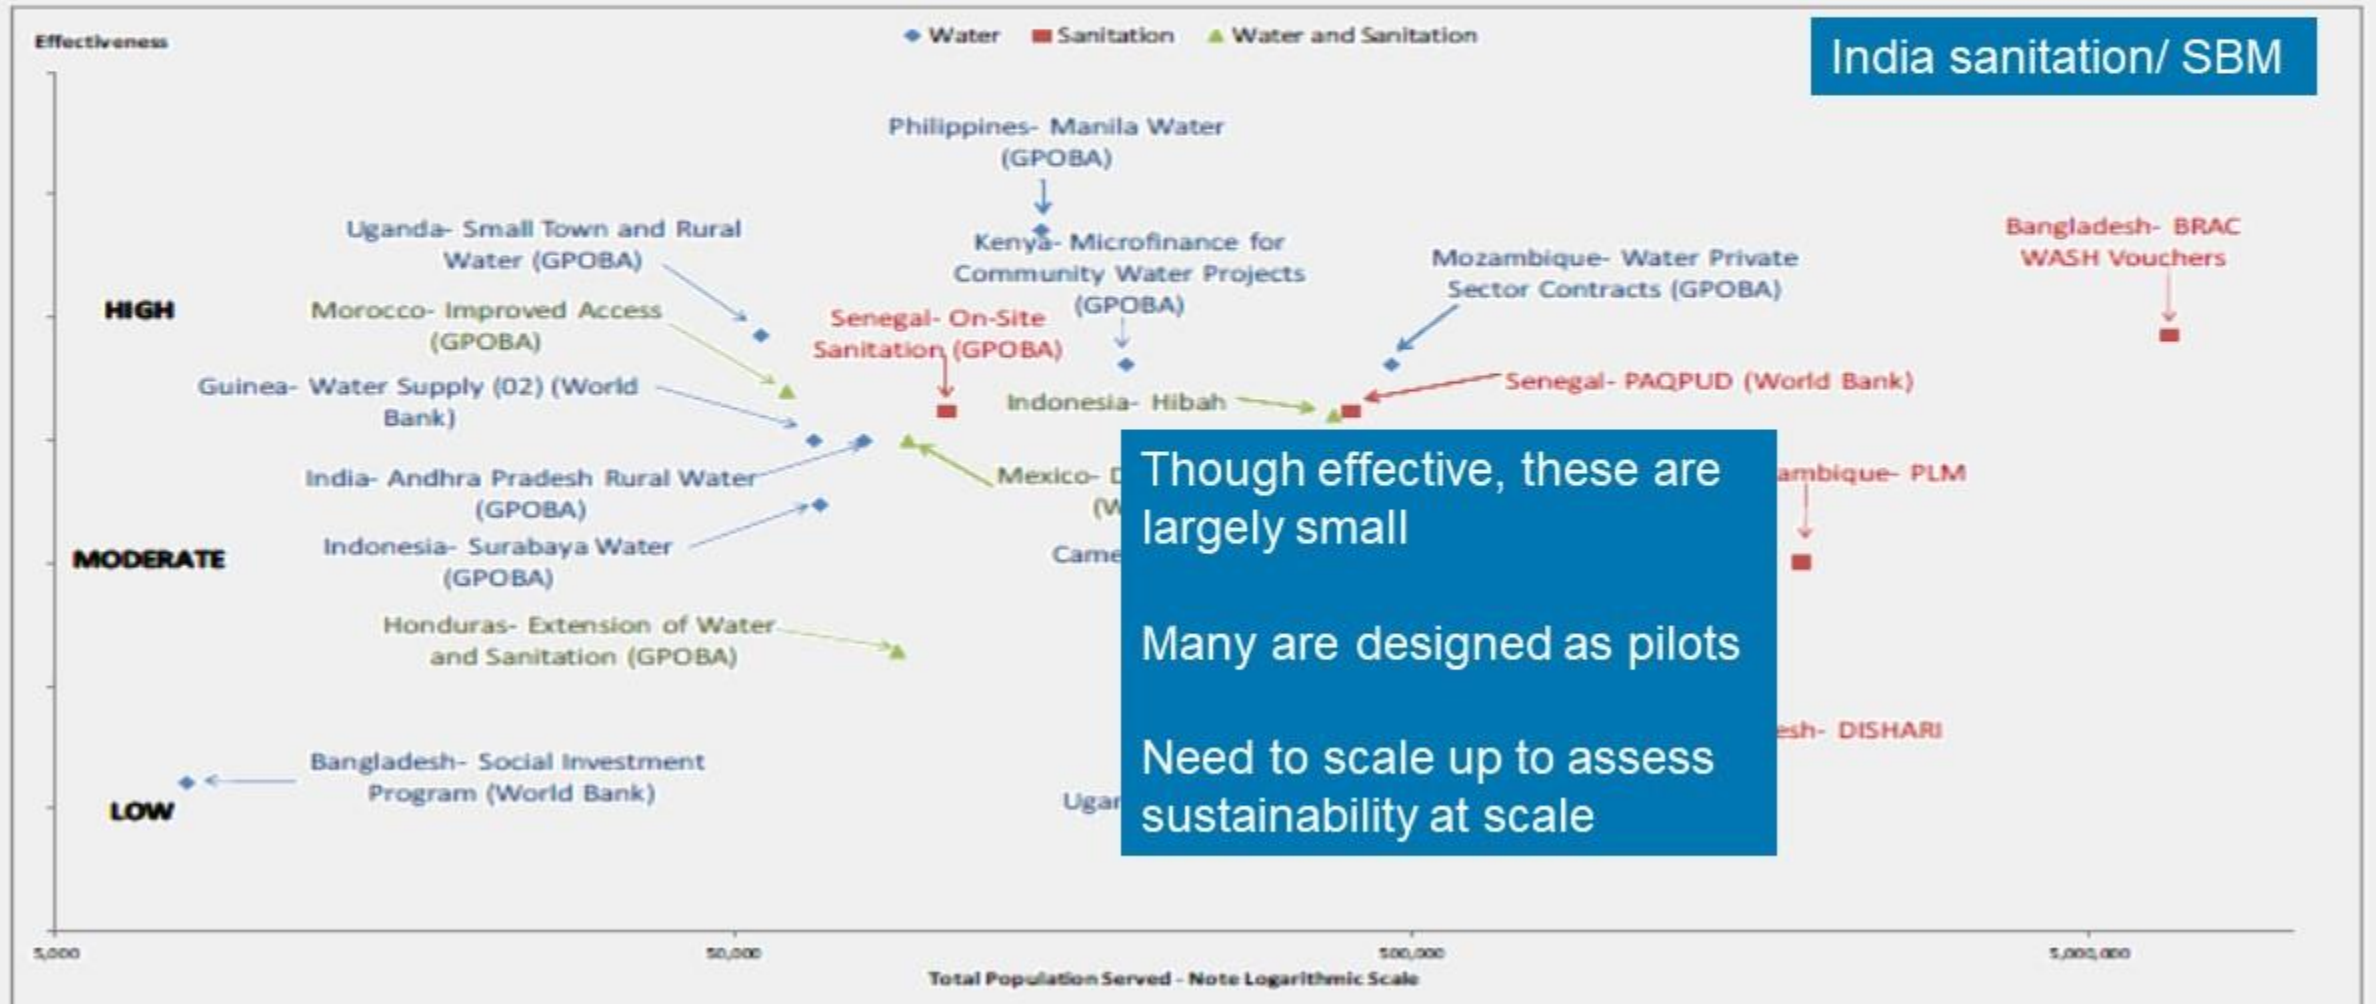 Effectiveness
Water
Sanitation
Water and Sanitation
India sanitation/ SBM
Philippines- Manila Water
(GPOBA)
Uganda- Small Town and Rural
Water (GPOBA)
Kenya- Microfinance for
Community Water Projects
(GPOBA)
Mozambique- Water Private
Sector Contracts (GPOBA)
Bangladesh- BRAC
WASH Vouchers
HIGH
Morocco- Improved Access
(GPOBA)
Senegal- On-Site
Sanitation (GPOBA)
Guinea- Water Supply (02) (World
Bank)
Indonesia- Hibah
Senegal- PAQPUD (World Bank)
India- Andhra Pradesh Rural Water
(GPOBA)
Mexico- D
(W
ambique- PLM
Though effective, these are
largely small
Many are designed as pilots
Need to scale up to assess
sustainability at scale
Indonesia- Surabaya Water
(GPOBA)
MODERATE
Came
Honduras- Extension of Water
and Sanitation (GPOBA)
esh- DISHARI
Bangladesh- Social Investment
Program (World Bank)
LOW
Ugar
5,000
50,000
500,000
5,000,000
Total Population Served - Note Logarithmic Scale